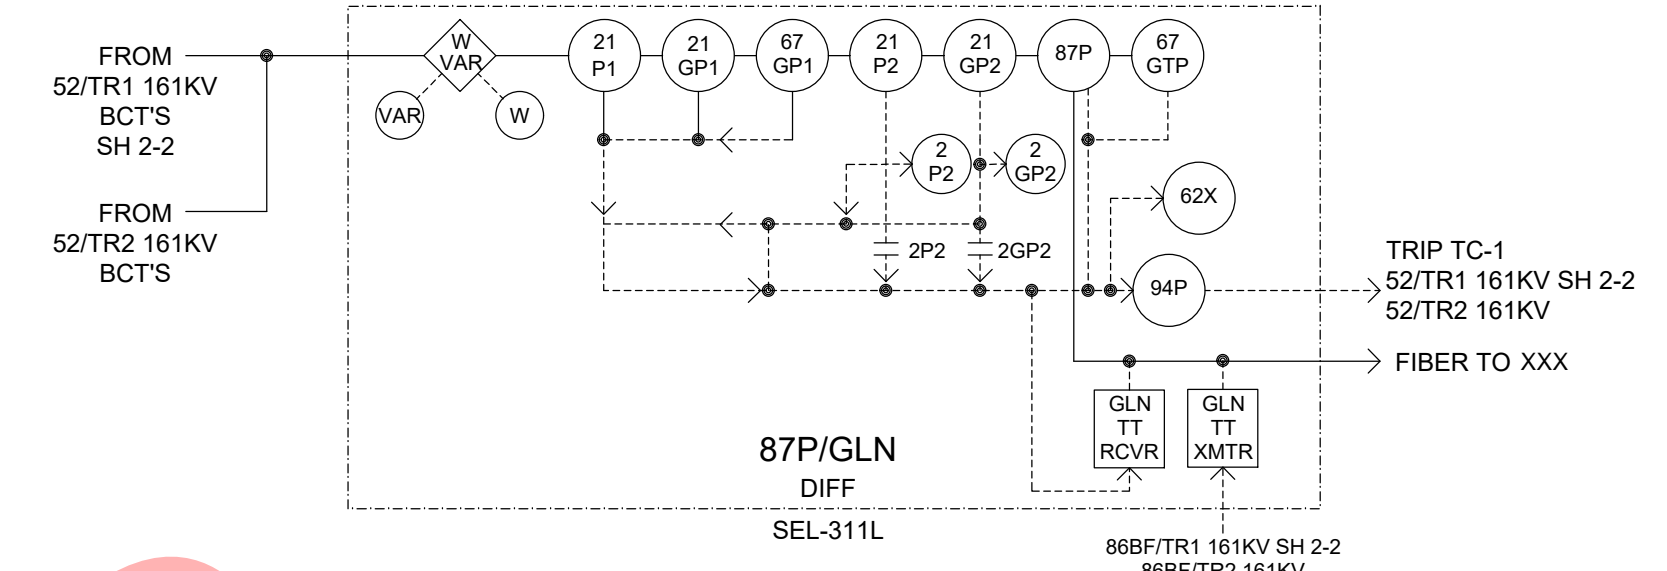 FROM
52/TR1 161KV
BCT'S
SH 2-2
FROM
52/TR2 161KV
BCT'S
W
VAR
VAR
W
21
P1
21
GP1
67
GP1
21
P2
21
GP2
87P
67
GTP
2
P2
2
GP2
62X
2P2
2GP2
94P
TRIP TC-1
52/TR1 161KV SH 2-2
52/TR2 161KV
FIBER TO XXX
GLN
TT
RCVR
GLN
TT
XMTR
87P/GLN
DIFF
SEL-311L
86BF/TR1 161KV SH 2-2
86BF/TR2 161KV